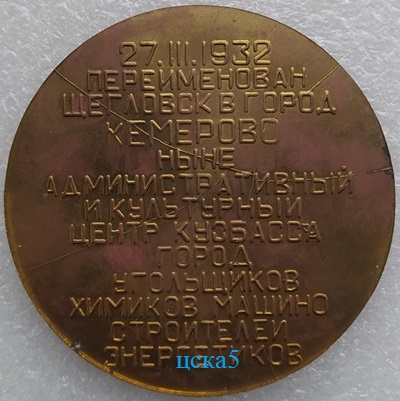 27.III.1932
ПЕРЕИМЕНОВАН
ЩЕГЛОВСК В ГОРОД
КЕМЕРОВО
НЫНЕ
АДМИНИСТРАТИВНЫЙ
И КУЛЬТУРНЫЙ
ЦЕНТР КУЗБАССА
ГОРОД
УГОЛЬЩИКОВ
ХИМИКОВ МАШИНО
СТРОИТЕЛЕЙ
ЭНЕРГЕТИКОВ
цска5